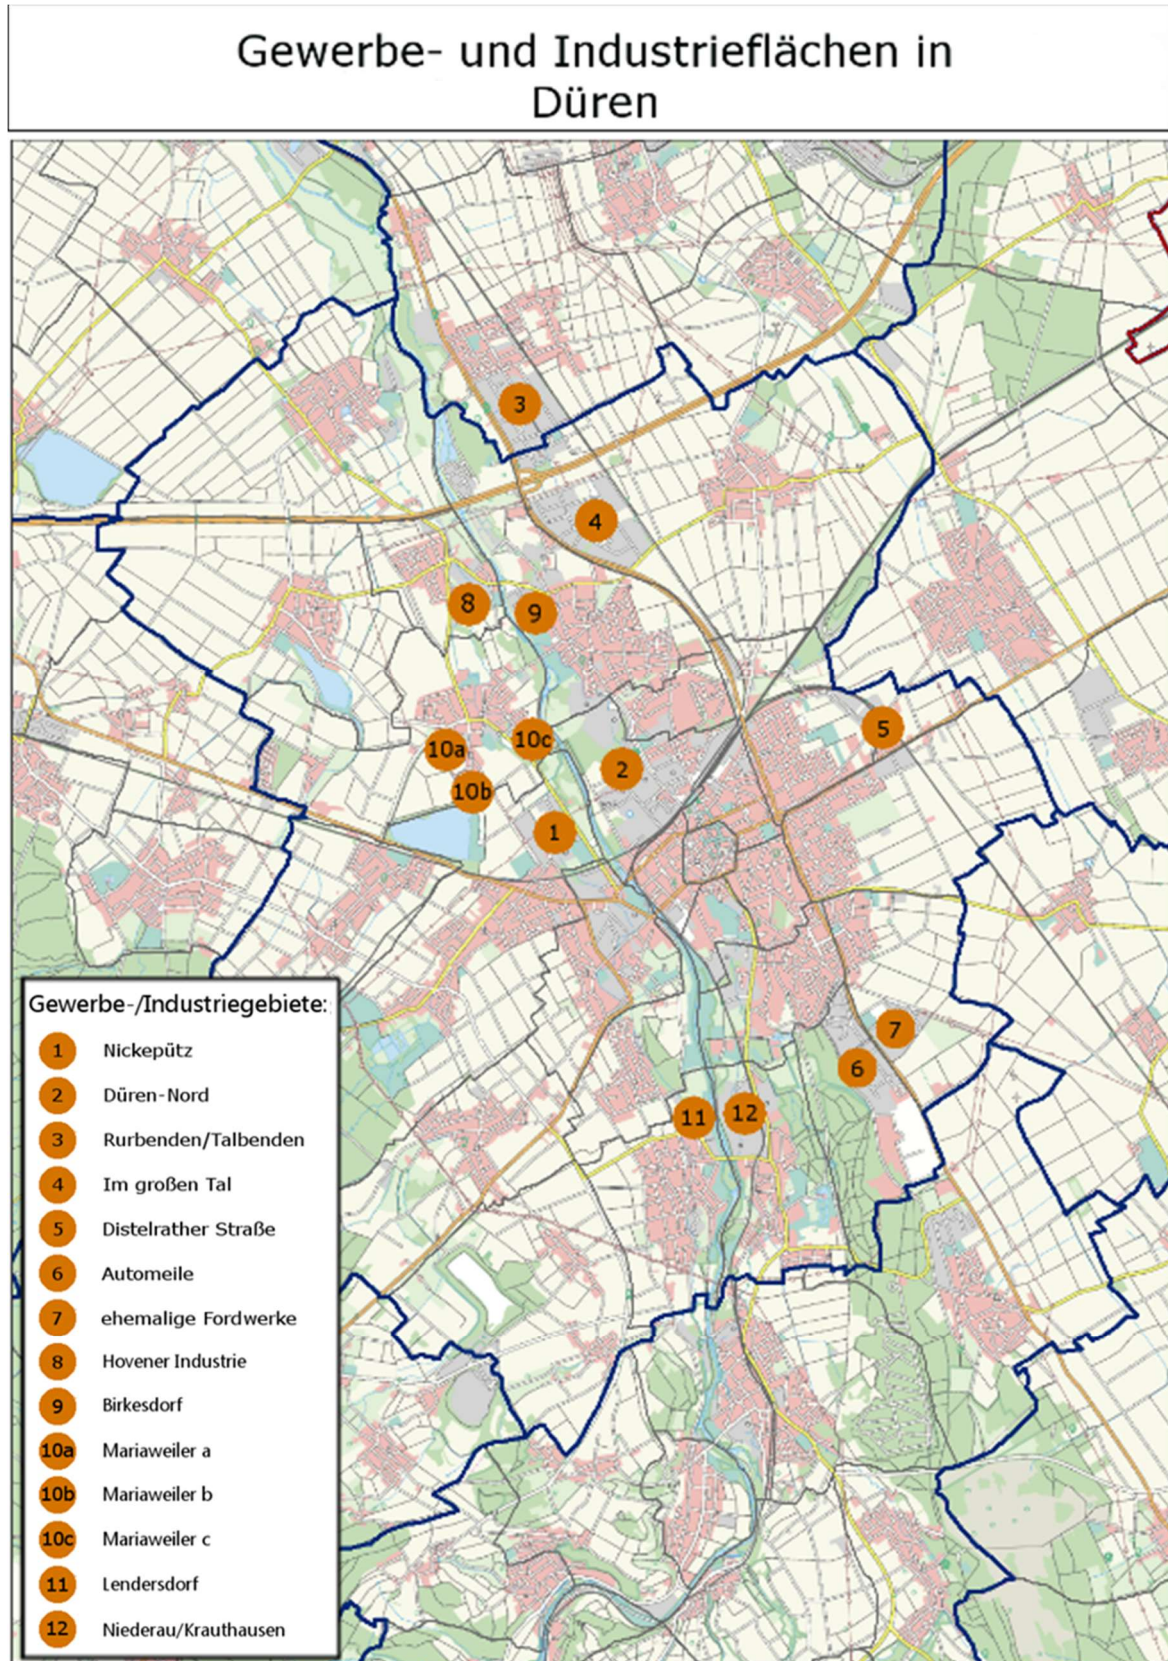 Gewerbe- und Industrieflächen in
Düren
3
4
8
9
5
10a
10c
2
10b
1
7
6
11
12
Gewerbe-/Industriegebiete:
1 Nickepütz
2 Düren-Nord
3 Rurbenden/Talbenden
4 Im großen Tal
5 Distelrather Straße
6 Automeile
7 ehemalige Fordwerke
8 Hovener Industrie
9 Birkesdorf
10a Mariaweiler a
10b Mariaweiler b
10c Mariaweiler c
11 Lendersdorf
12 Niederau/Krauthausen